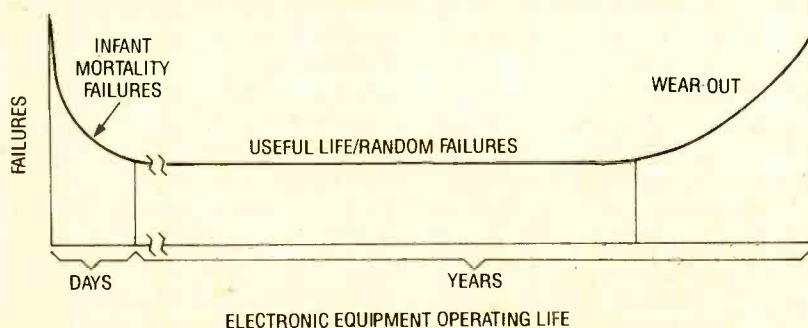 INFANT
MORTALITY
FAILURES
WEAR-OUT
FAILURES
USEFUL LIFE/RANDOM FAILURES
DAYS
YEARS
ELECTRONIC EQUIPMENT OPERATING LIFE